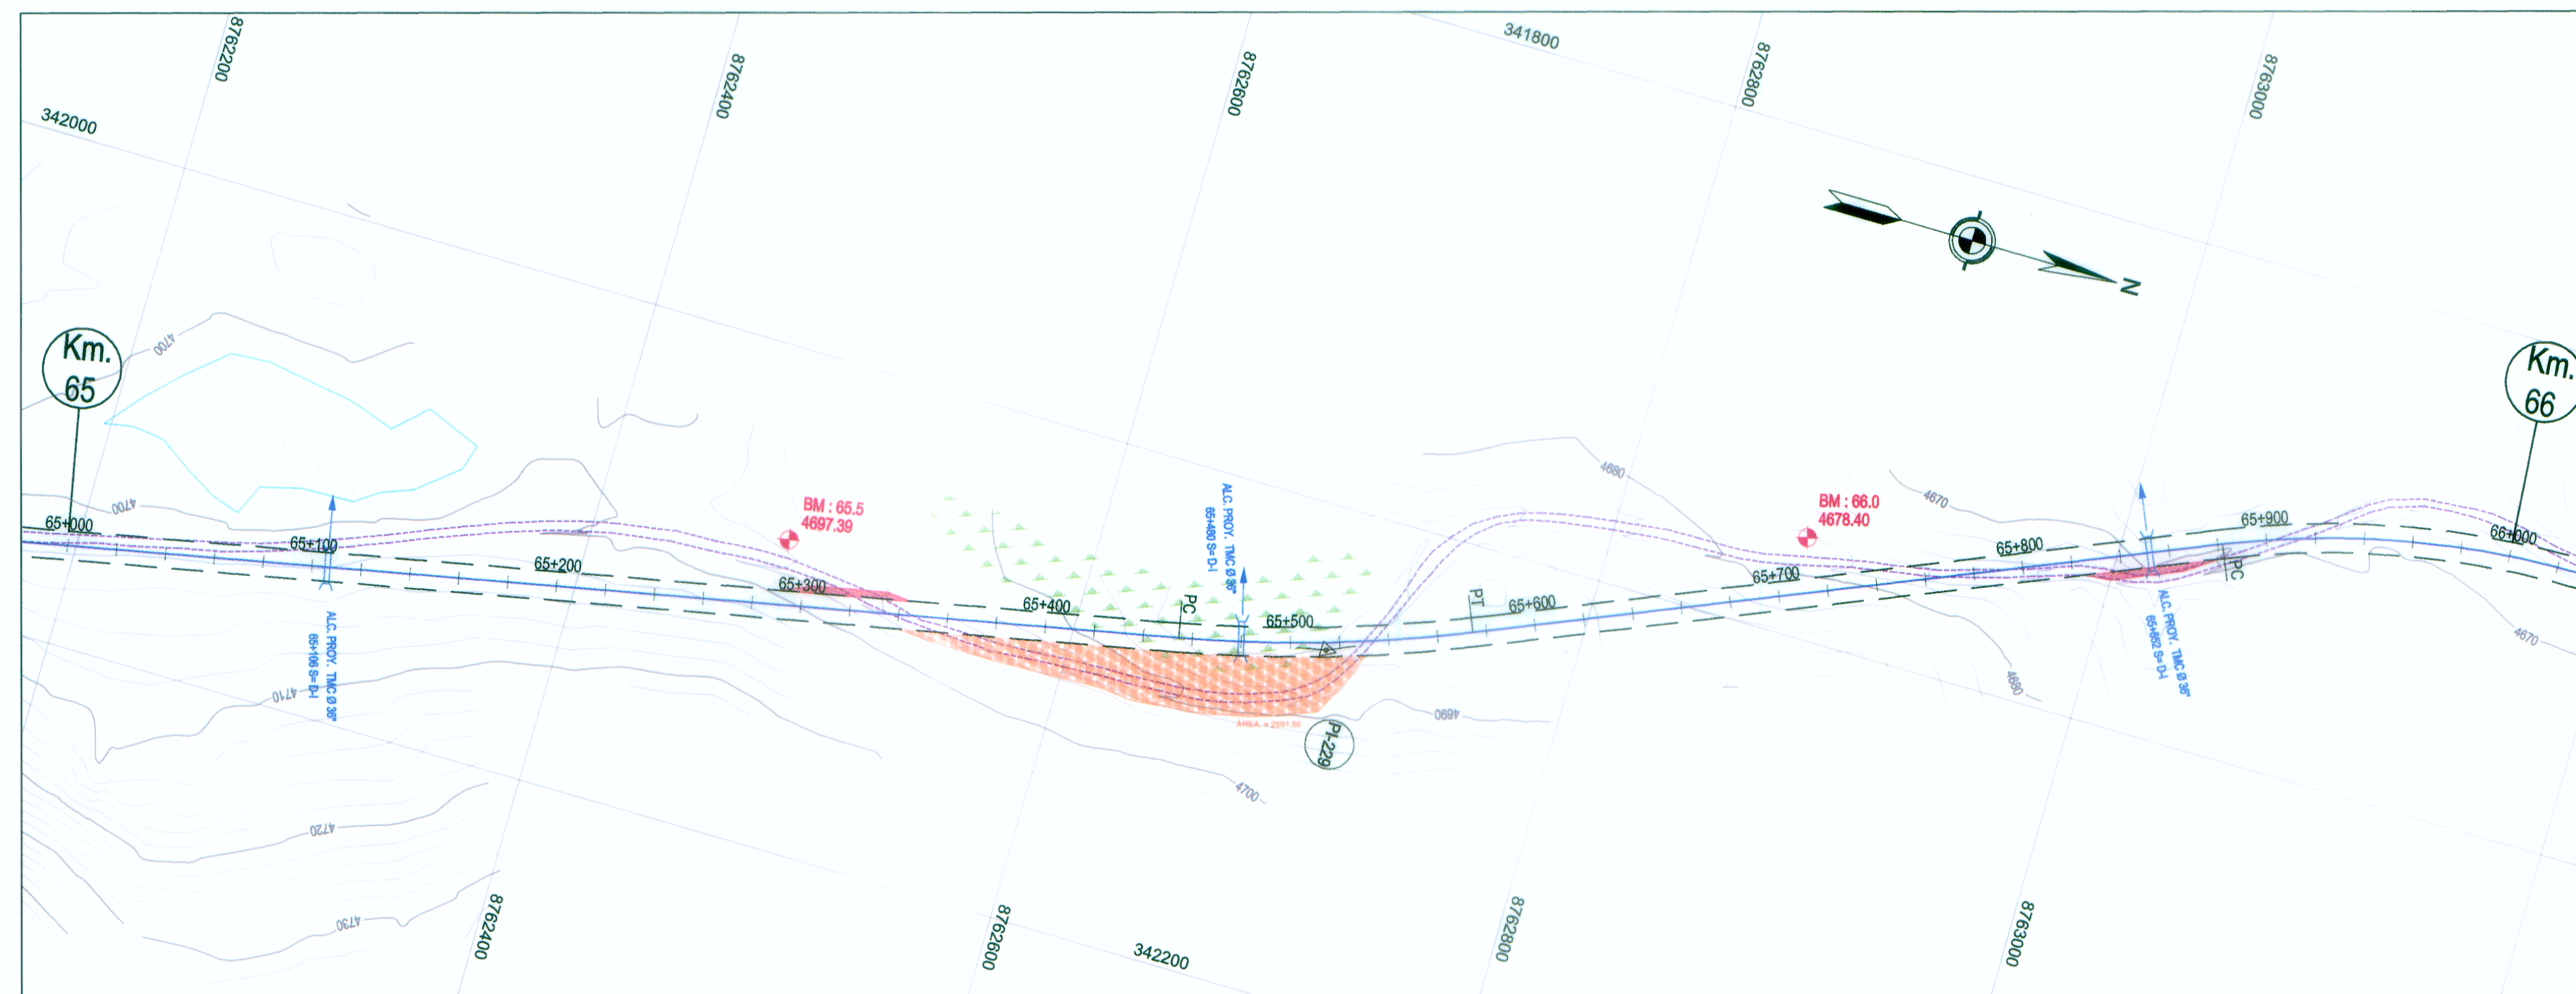 8762200
8762400
8762600
341800
8762800
8763000
342000
N
Km.
65
Km.
66
4700
4700
BM : 65.5
4697.39
4680
BM : 66.0
4678.40
4670
65+000
65+100
65+200
65+300
65+400
PC
65+500
PT
65+600
65+700
65+800
65+900
PC
66+000
ALC. PROY. TMC Ø 36"
65+106 S= D-I
ALC. PROY. TMC Ø 36"
65+480 S= D-I
ALC. PROY. TMC Ø 36"
65+852 S= D-I
4670
4680
4690
4710
AREA = 2991.59
PI-229
4700
4720
4730
8762400
8762600
342200
8762800
8763000